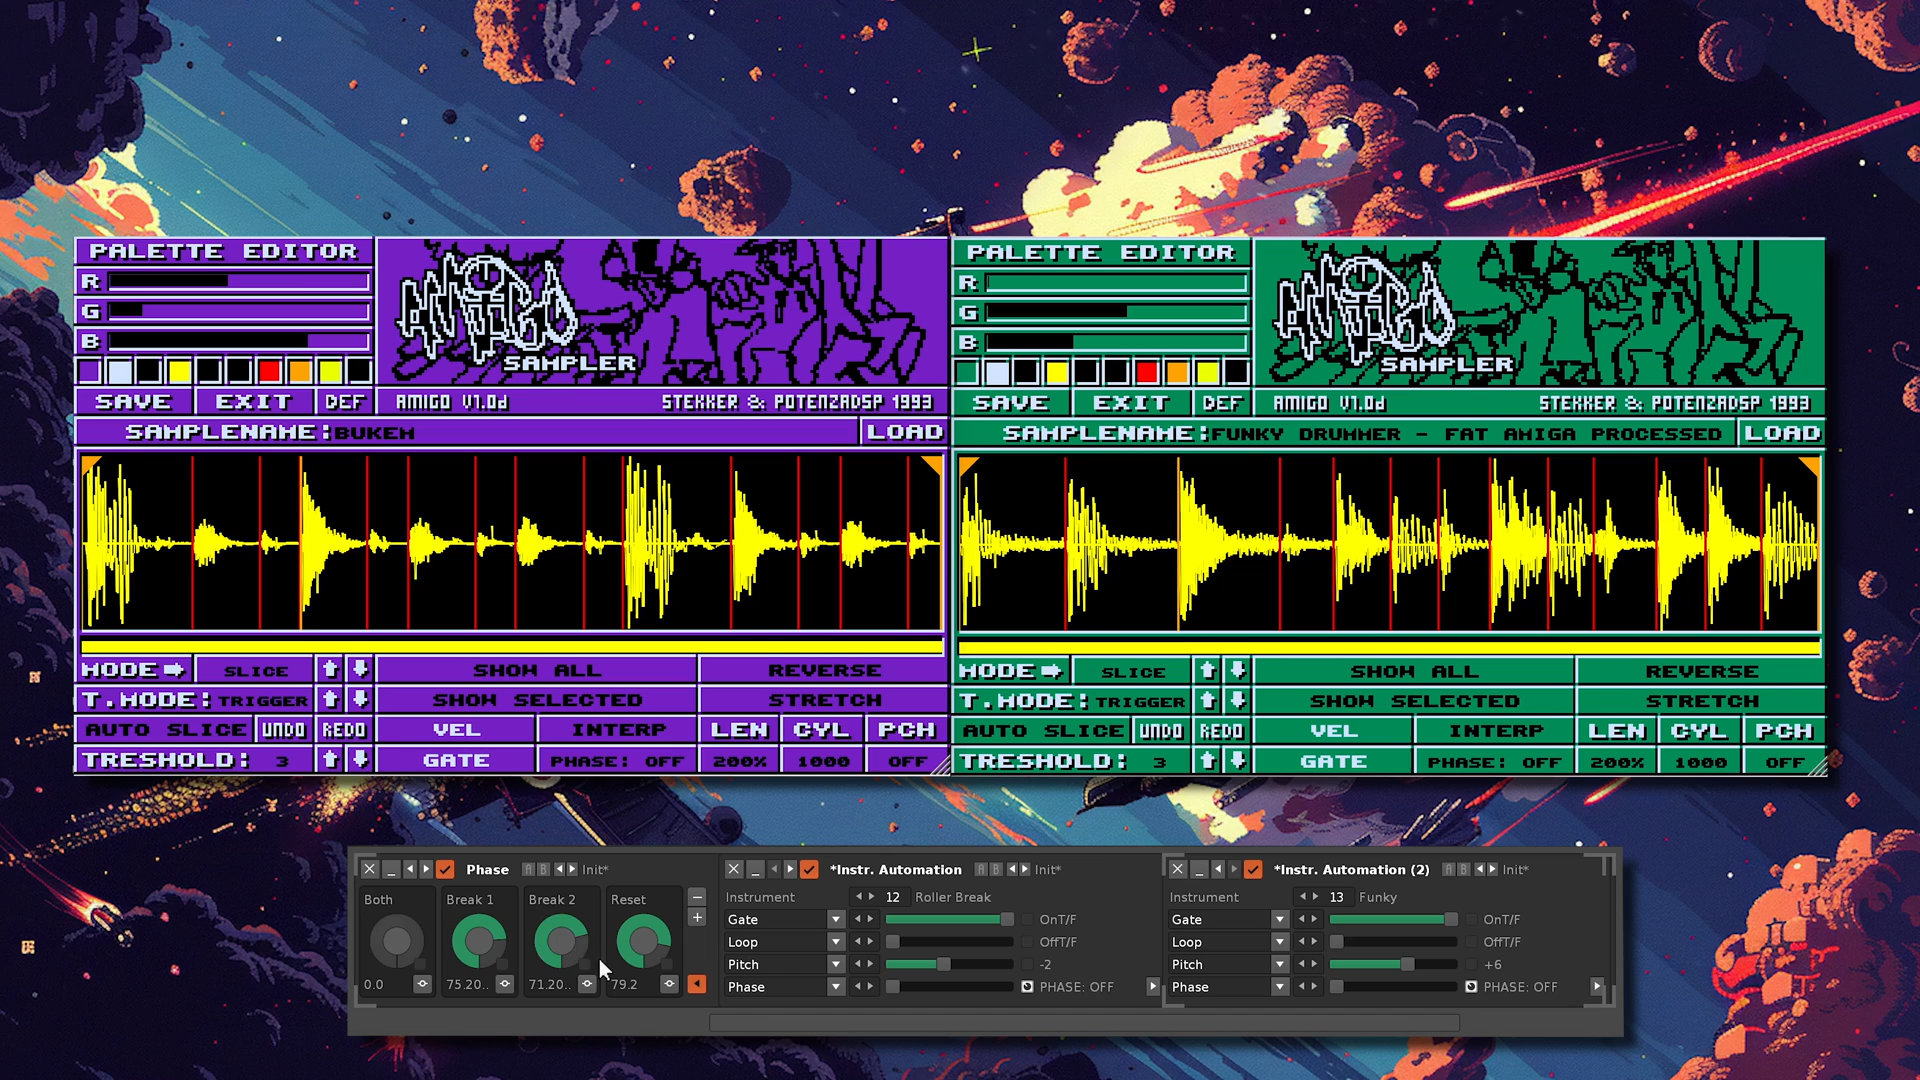 PALETTE EDITOR
R
G
B
SAVE EXIT DEF
AMIGO
SAMPLER
AMIGO V1.0d STEKKER & POTENZADSP 1993
SAMPLENAME:BUKEM LOAD
MODE SLICE SHOW ALL REVERSE
T.MODE: TRIGGER SHOW SELECTED STRETCH
AUTO SLICE UNDO REDO VEL INTERP LEN CYL PCH
TRESHOLD: 3 GATE PHASE: OFF 200% 1000 OFF
PALETTE EDITOR
R
G
B
SAVE EXIT DEF
AMIGO
SAMPLER
AMIGO V1.0d STEKKER & POTENZADSP 1993
SAMPLENAME:FUNKY DRUMMER - FAT AMIGA PROCESSED LOAD
MODE SLICE SHOW ALL REVERSE
T.MODE: TRIGGER SHOW SELECTED STRETCH
AUTO SLICE UNDO REDO VEL INTERP LEN CYL PCH
TRESHOLD: 3 GATE PHASE: OFF 200% 1000 OFF
Phase A B Init*
Both Break 1 Break 2 Reset
0.0 75.20.. 71.20.. 79.2
*Instr. Automation A B Init*
Instrument 12 Roller Break
Gate OnT/F
Loop OffT/F
Pitch -2
Phase PHASE: OFF
*Instr. Automation (2) A B Init*
Instrument 13 Funky
Gate OnT/F
Loop OffT/F
Pitch +6
Phase PHASE: OFF